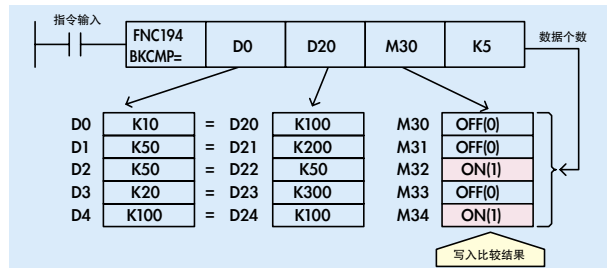 指令输入
FNC194 BKCMP= D0 D20 M30 K5 数据个数
D0 K10 = D20 K100 M30 OFF(0)
D1 K50 = D21 K200 M31 OFF(0)
D2 K50 = D22 K50 M32 ON(1)
D3 K20 = D23 K300 M33 OFF(0)
D4 K100 = D24 K100 M34 ON(1)
写入比较结果